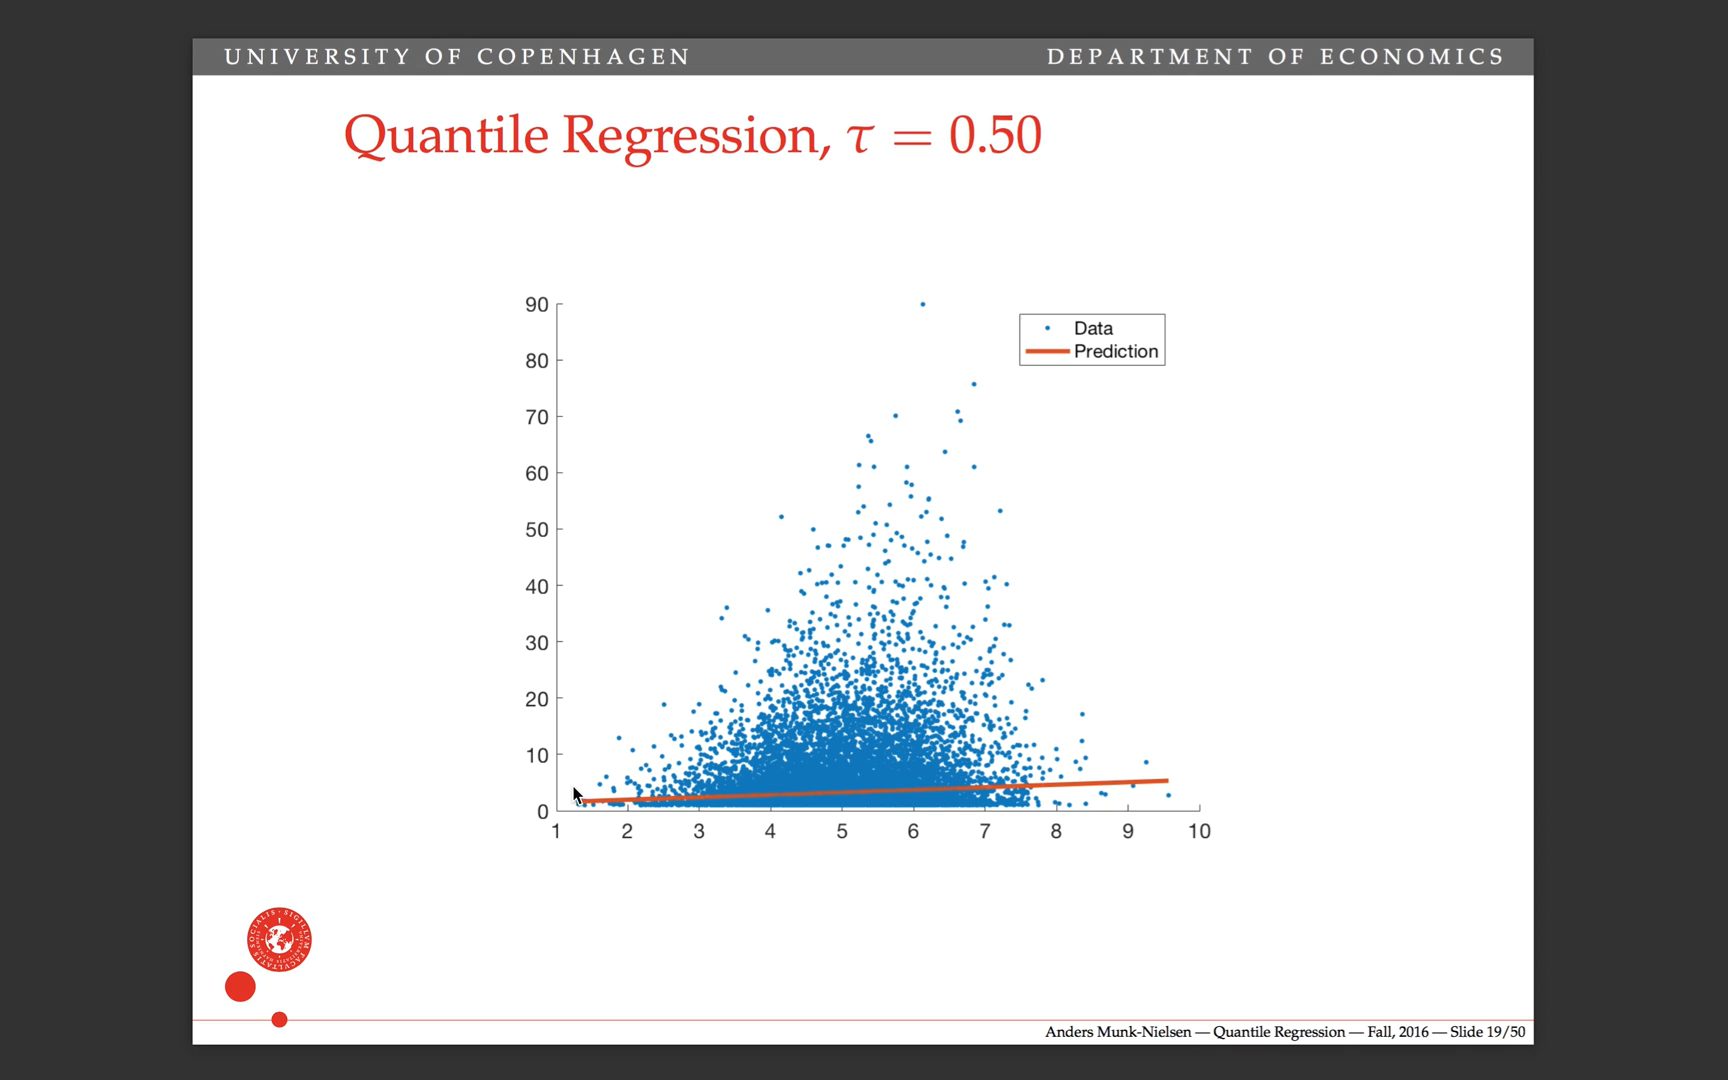 UNIVERSITY OF COPENHAGEN
DEPARTMENT OF ECONOMICS
Quantile Regression, τ = 0.50
90
80
70
60
50
40
30
20
10
0
1 2 3 4 5 6 7 8 9 10
Data
Prediction
Anders Munk-Nielsen — Quantile Regression — Fall, 2016 — Slide 19/50